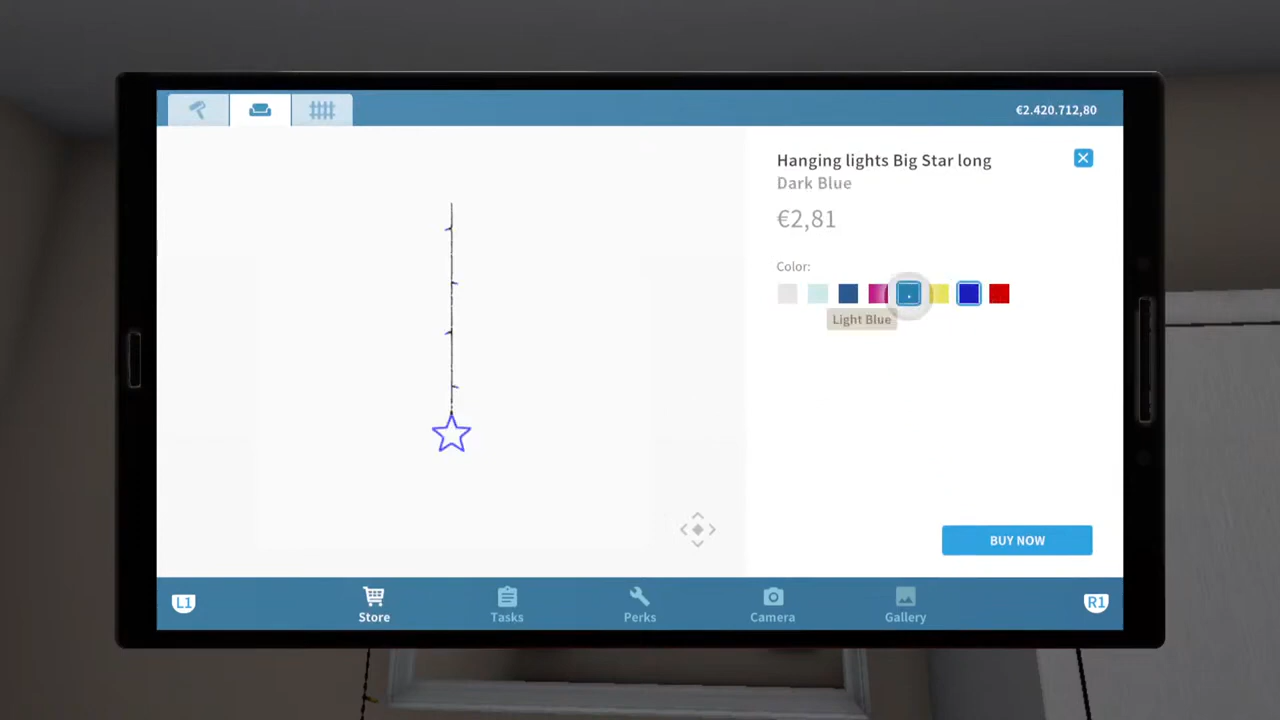 €2.420.712,80
Hanging lights Big Star long
Dark Blue
€2,81
Color:
Light Blue
BUY NOW
L1
Store
Tasks
Perks
Camera
Gallery
R1